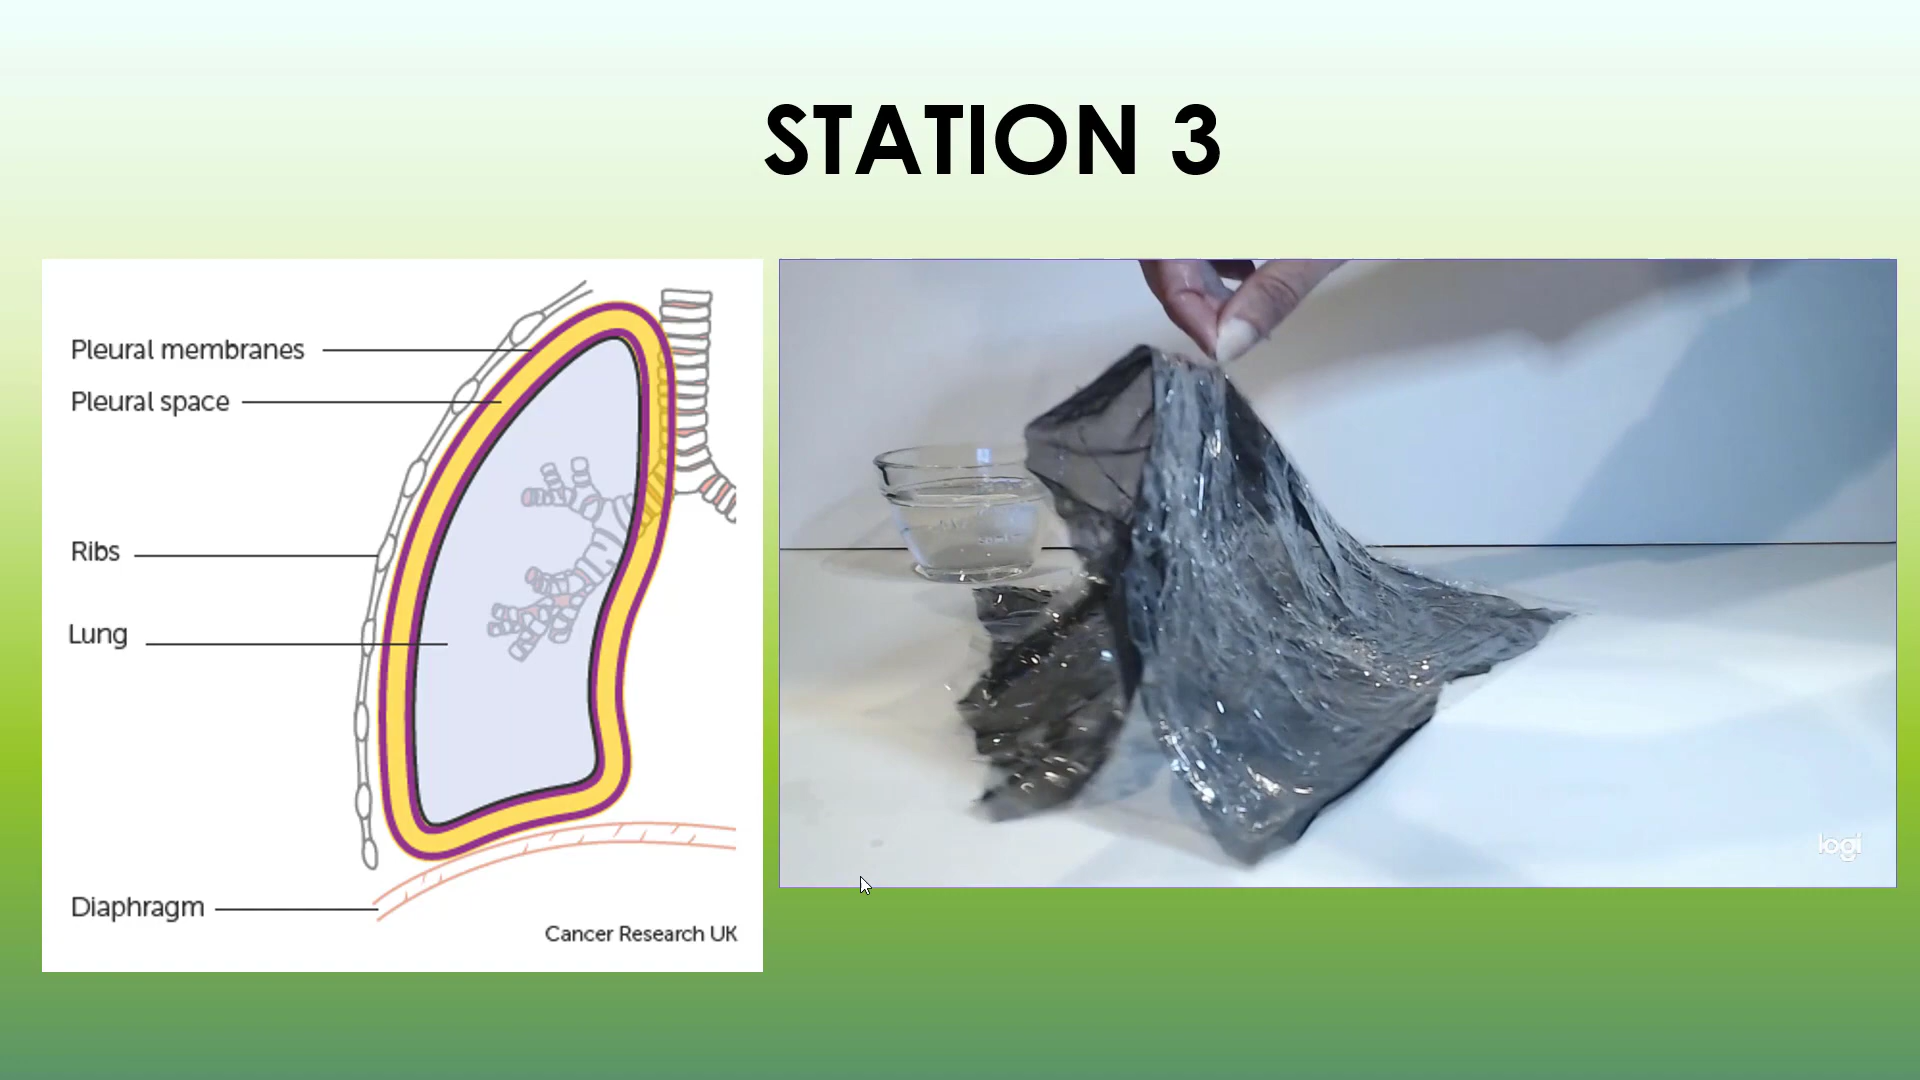 STATION 3
Pleural membranes
Pleural space
Ribs
Lung
Diaphragm
Cancer Research UK
logi